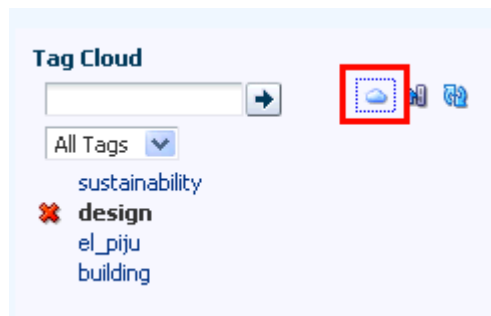 Tag Cloud
All Tags
sustainability
design
el_piju
building